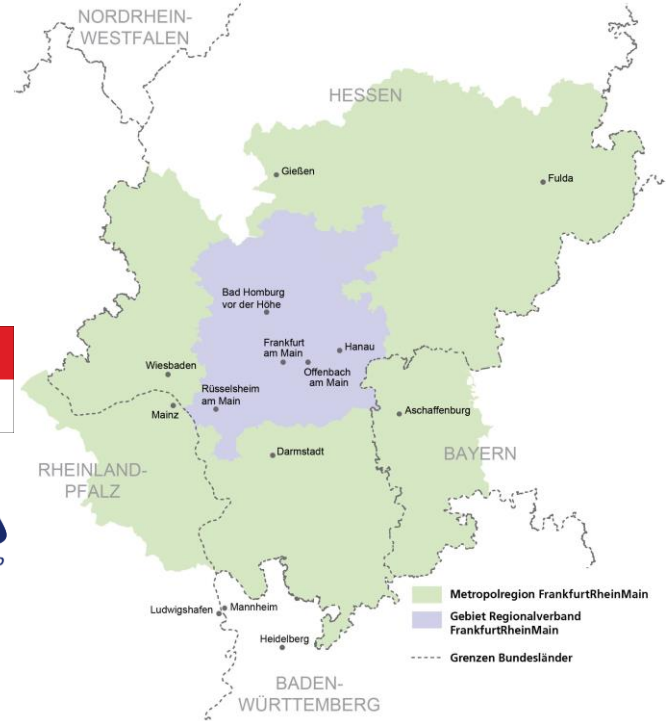 NORDRHEIN-
WESTFALEN
HESSEN
Gießen
Fulda
Bad Homburg
vor der Höhe
Frankfurt
am Main
Hanau
Offenbach
am Main
Wiesbaden
Rüsselsheim
am Main
Mainz
Aschaffenburg
Darmstadt
BAYERN
RHEINLAND-
PFALZ
Metropolregion FrankfurtRheinMain
Gebiet Regionalverband
FrankfurtRheinMain
Grenzen Bundesländer
Ludwigshafen
Mannheim
Heidelberg
BADEN-
WÜRTTEMBERG